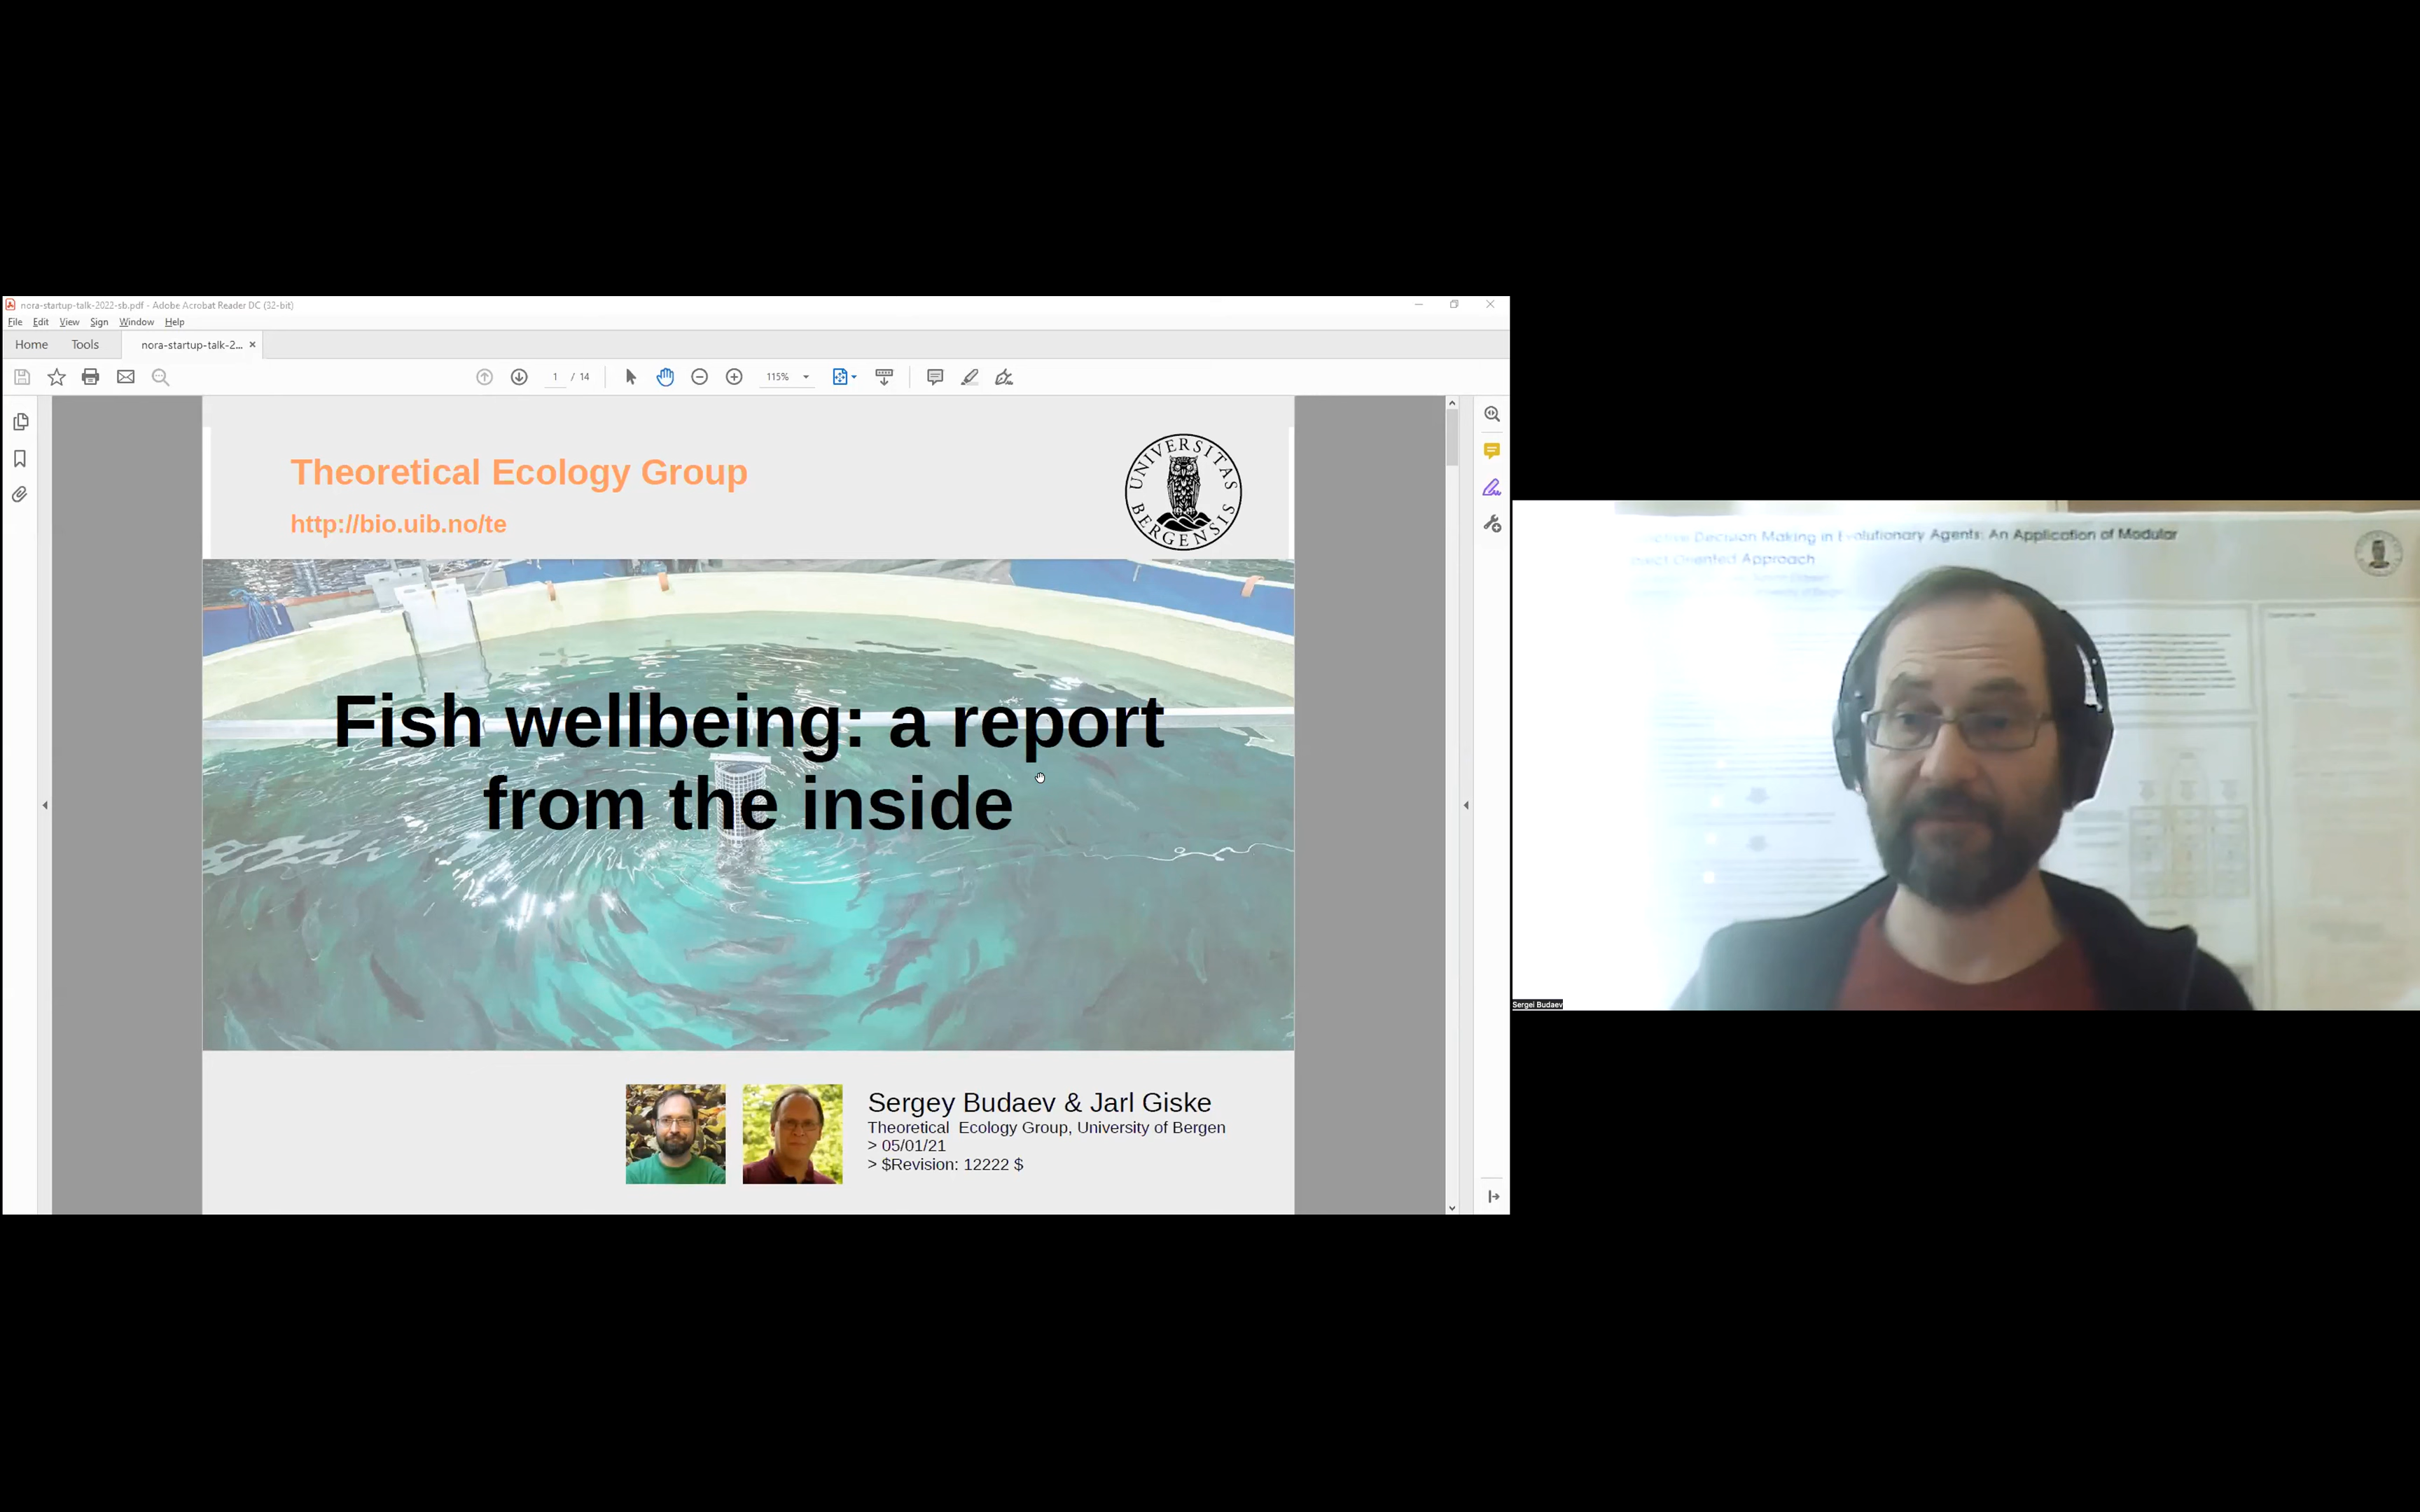 nora-startup-talk-2022-sb.pdf - Adobe Acrobat Reader DC (32-bit)
File Edit View Sign Window Help
Home Tools nora-startup-talk-2...
1 / 14 115%
Theoretical Ecology Group
http://bio.uib.no/te
UNIVERSITAS BERGENSIS
Fish wellbeing: a report
from the inside
Sergey Budaev & Jarl Giske
Theoretical Ecology Group, University of Bergen
> 05/01/21
> $Revision: 12222 $
Decision Making in Evolutionary Agents: An Application of Modular
Oriented Approach
Sergei Budaev